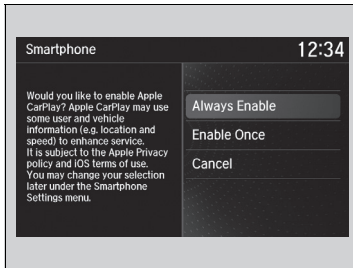 Smartphone
12:34
Would you like to enable Apple
CarPlay? Apple CarPlay may use
some user and vehicle
information (e.g. location and
speed) to enhance service.
It is subject to the Apple Privacy
policy and iOS terms of use.
You may change your selection
later under the Smartphone
Settings menu.
Always Enable
Enable Once
Cancel